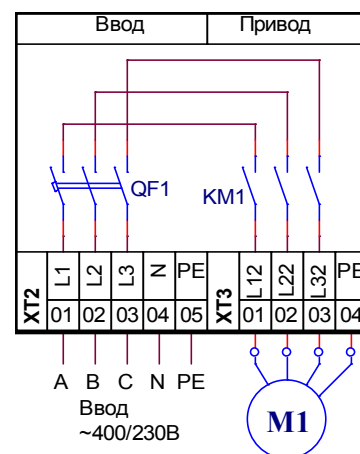 Ввод Привод
QF1 KM1
XT2 L1 L2 L3 N PE XT3 L12 L22 L32 PE
01 02 03 04 05 01 02 03 04
A B C N PE
Ввод
~400/230В
M1